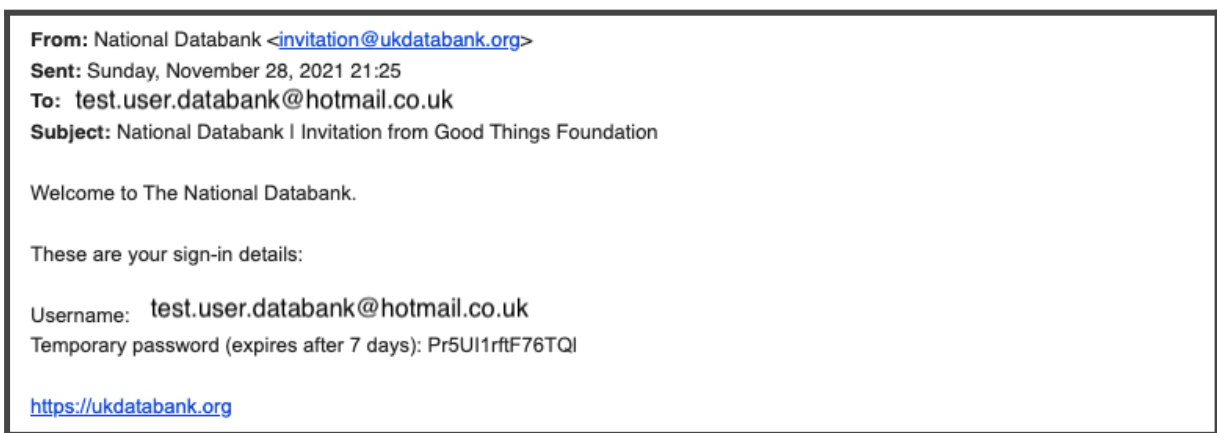 From: National Databank <invitation@ukdatabank.org>
Sent: Sunday, November 28, 2021 21:25
To: test.user.databank@hotmail.co.uk
Subject: National Databank | Invitation from Good Things Foundation
Welcome to The National Databank.
These are your sign-in details:
Username: test.user.databank@hotmail.co.uk
Temporary password (expires after 7 days): Pr5UI1rftF76TQl
https://ukdatabank.org